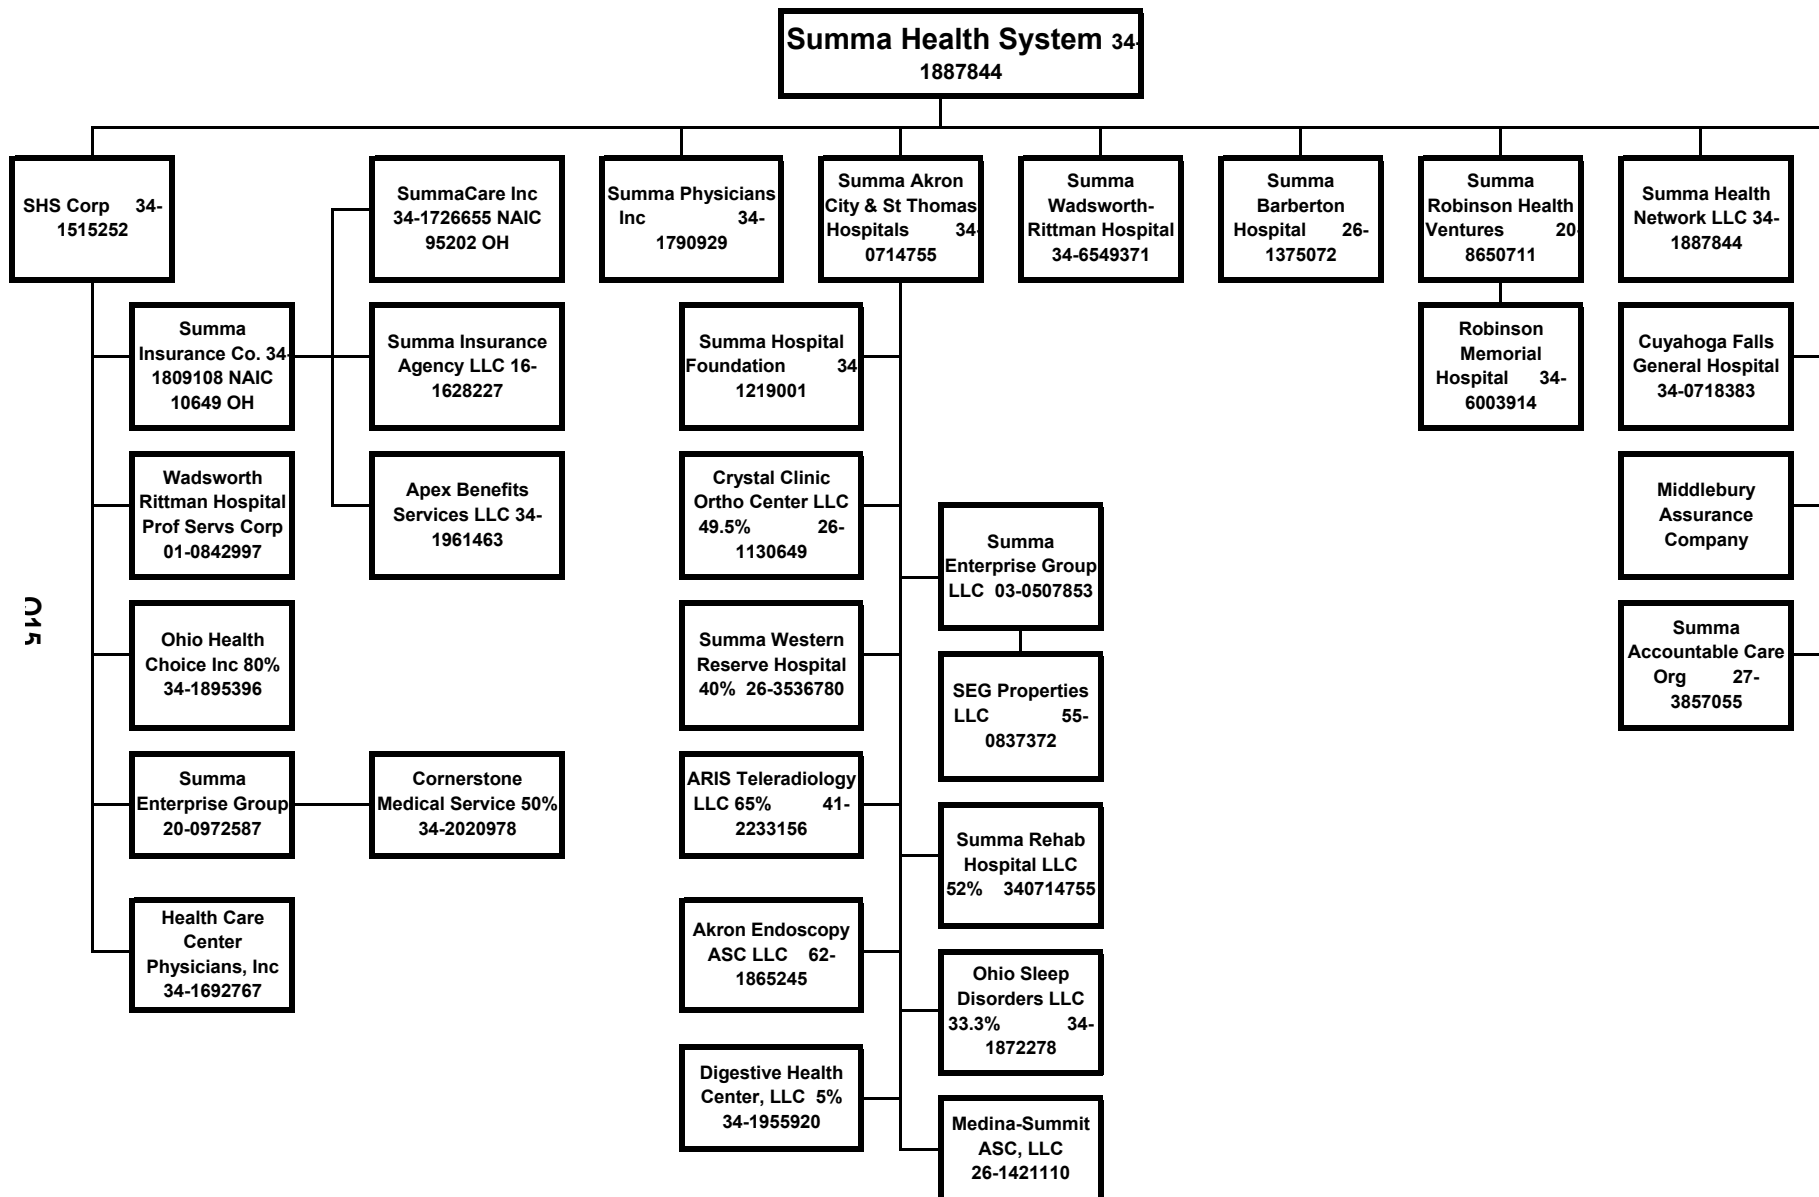 Summa Health System 34-
1887844
SHS Corp 34-
1515252
SummaCare Inc
34-1726655 NAIC
95202 OH
Summa Physicians
Inc 34-
1790929
Summa Akron
City & St Thomas
Hospitals 34-
0714755
Summa
Wadsworth-
Rittman Hospital
34-6549371
Summa
Barberton
Hospital 26-
1375072
Summa
Robinson Health
Ventures 20-
8650711
Summa Health
Network LLC 34-
1887844
Summa
Insurance Co. 34-
1809108 NAIC
10649 OH
Summa Insurance
Agency LLC 16-
1628227
Summa Hospital
Foundation 34
1219001
Robinson
Memorial
Hospital 34-
6003914
Cuyahoga Falls
General Hospital
34-0718383
Wadsworth
Rittman Hospital
Prof Servs Corp
01-0842997
Apex Benefits
Services LLC 34-
1961463
Crystal Clinic
Ortho Center LLC
49.5% 26-
1130649
Summa
Enterprise Group
LLC 03-0507853
Middlebury
Assurance
Company
Q15
Ohio Health
Choice Inc 80%
34-1895396
Summa Western
Reserve Hospital
40% 26-3536780
SEG Properties
LLC 55-
0837372
Summa
Accountable Care
Org 27-
3857055
Summa
Enterprise Group
20-0972587
Cornerstone
Medical Service 50%
34-2020978
ARIS Teleradiology
LLC 65% 41-
2233156
Summa Rehab
Hospital LLC
52% 340714755
Health Care
Center
Physicians, Inc
34-1692767
Akron Endoscopy
ASC LLC 62-
1865245
Ohio Sleep
Disorders LLC
33.3% 34-
1872278
Digestive Health
Center, LLC 5%
34-1955920
Medina-Summit
ASC, LLC
26-1421110